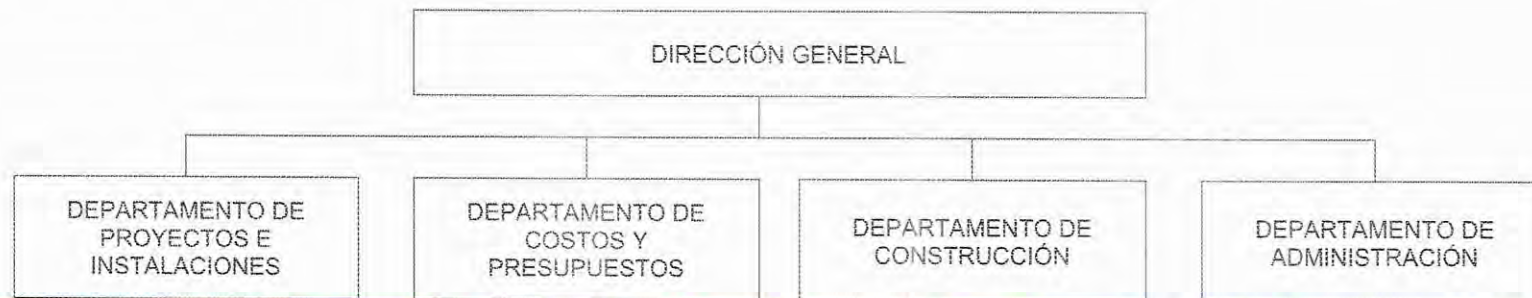 DIRECCIÓN GENERAL
DEPARTAMENTO DE
PROYECTOS E
INSTALACIONES
DEPARTAMENTO DE
COSTOS Y
PRESUPUESTOS
DEPARTAMENTO DE
CONSTRUCCIÓN
DEPARTAMENTO DE
ADMINISTRACIÓN